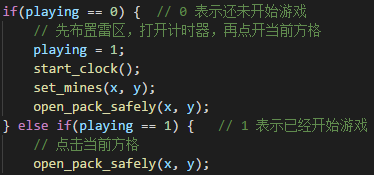 if(playing == 0) {  // 0 表示还未开始游戏
    // 先布置雷区，打开计时器，再点开当前方格
    playing = 1;
    start_clock();
    set_mines(x, y);
    open_pack_safely(x, y);
} else if(playing == 1) {   // 1 表示已经开始游戏
    // 点击当前方格
    open_pack_safely(x, y);